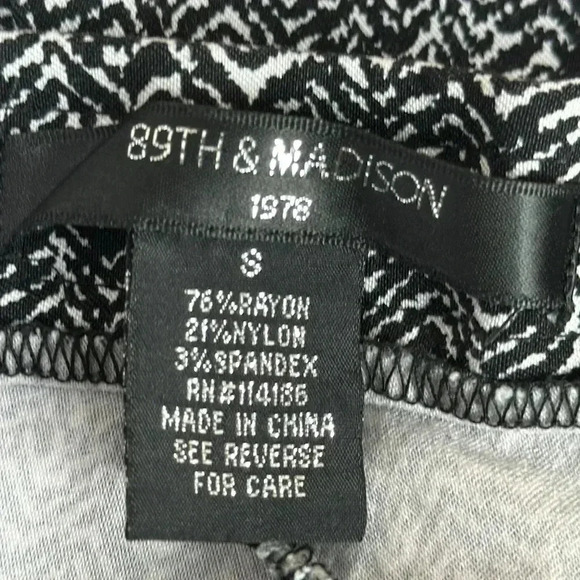 89TH & MADISON
1978
S
76%RAYON
21%NYLON
3%SPANDEX
RN#114186
MADE IN CHINA
SEE REVERSE
FOR CARE